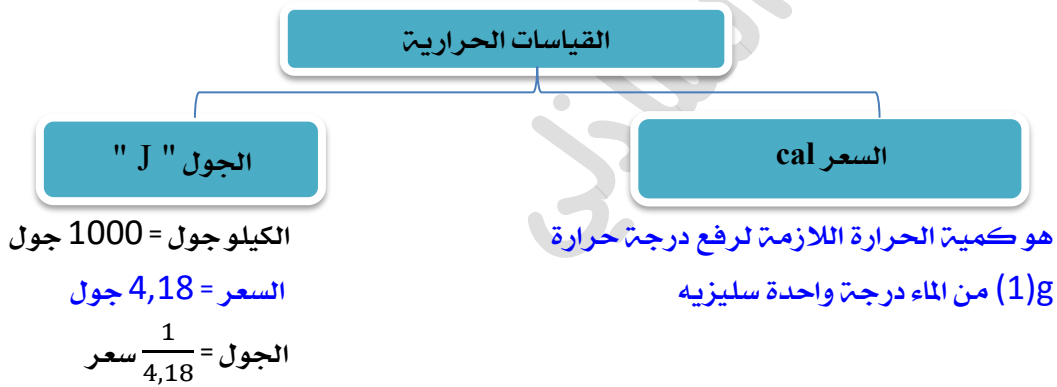 القياسات الحرارية
السعر cal
الجول " J "
هو كمية الحرارة اللازمة لرفع درجة حرارة
1)g) من الماء درجة واحدة سليزيه
الكيلو جول = 1000 جول
السعر = 4,18 جول
الجول = 1/4,18 سعر